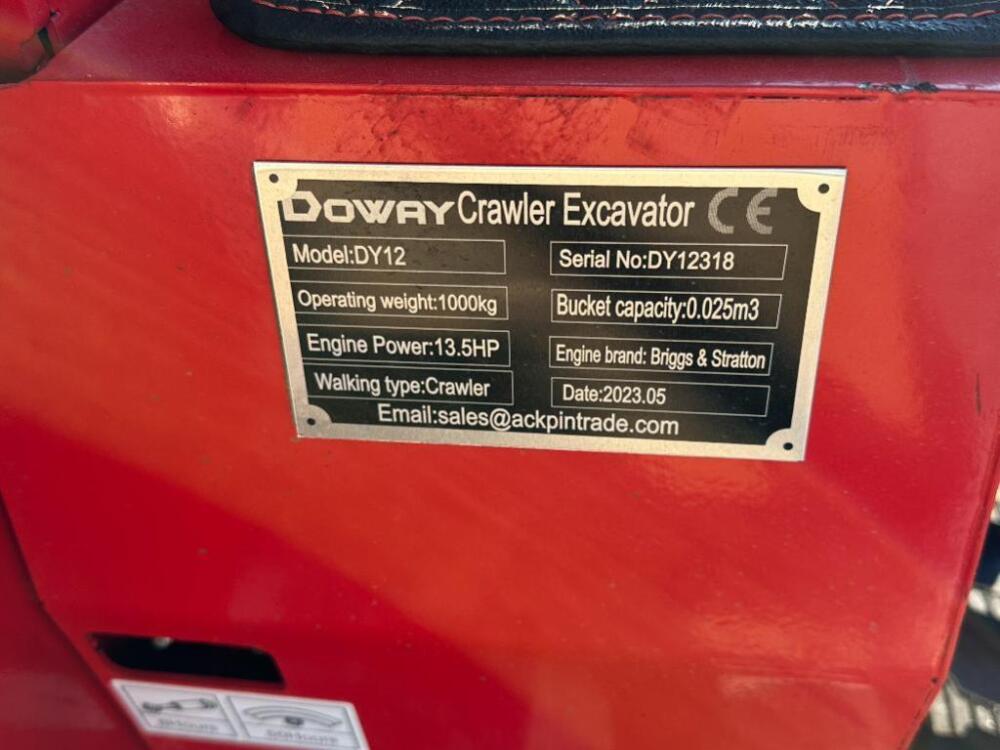 DOWAY Crawler Excavator CE
Model:DY12
Serial No:DY12318
Operating weight:1000kg
Bucket capacity:0.025m3
Engine Power:13.5HP
Engine brand: Briggs & Stratton
Walking type:Crawler
Date:2023.05
Email:sales@ackpintrade.com